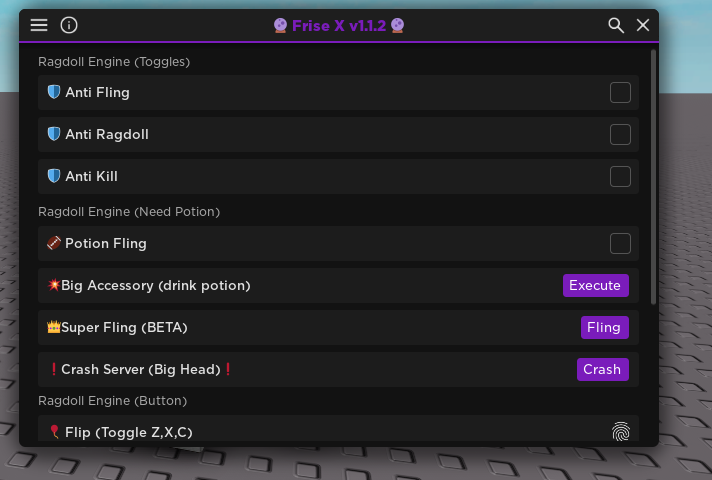 Frise X v1.1.2
Ragdoll Engine (Toggles)
Anti Fling
Anti Ragdoll
Anti Kill
Ragdoll Engine (Need Potion)
Potion Fling
Big Accessory (drink potion) Execute
Super Fling (BETA) Fling
❗Crash Server (Big Head)❗ Crash
Ragdoll Engine (Button)
Flip (Toggle Z,X,C)